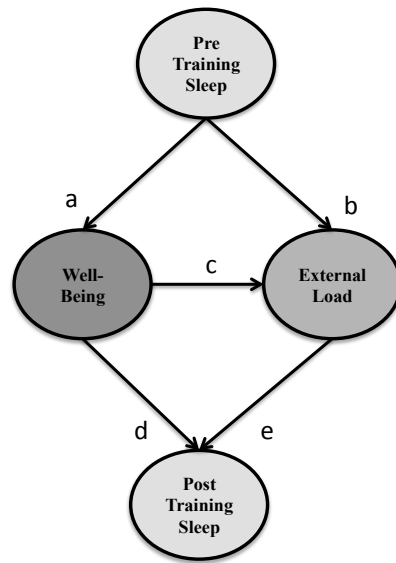 Pre
Training
Sleep
a
b
Well-
Being
c
External
Load
d
e
Post
Training
Sleep